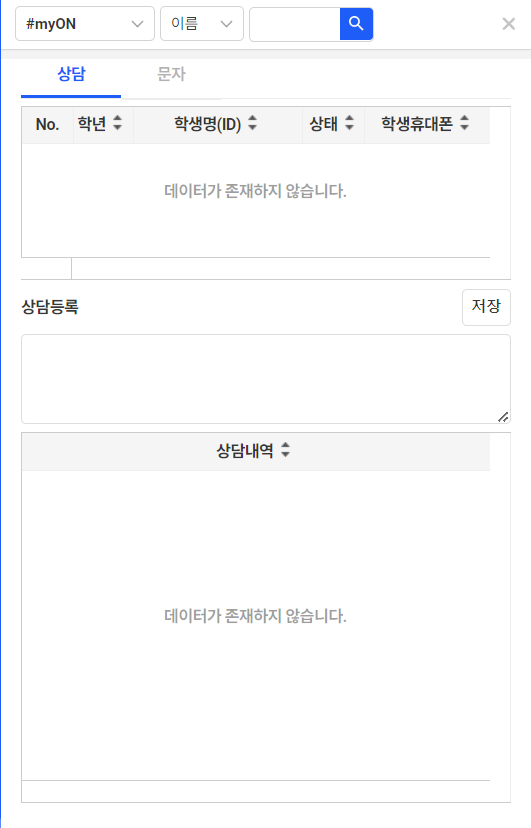 #myON 이름
상담 문자
No. 학년 학생명(ID) 상태 학생휴대폰
데이터가 존재하지 않습니다.
상담등록 저장
상담내역
데이터가 존재하지 않습니다.